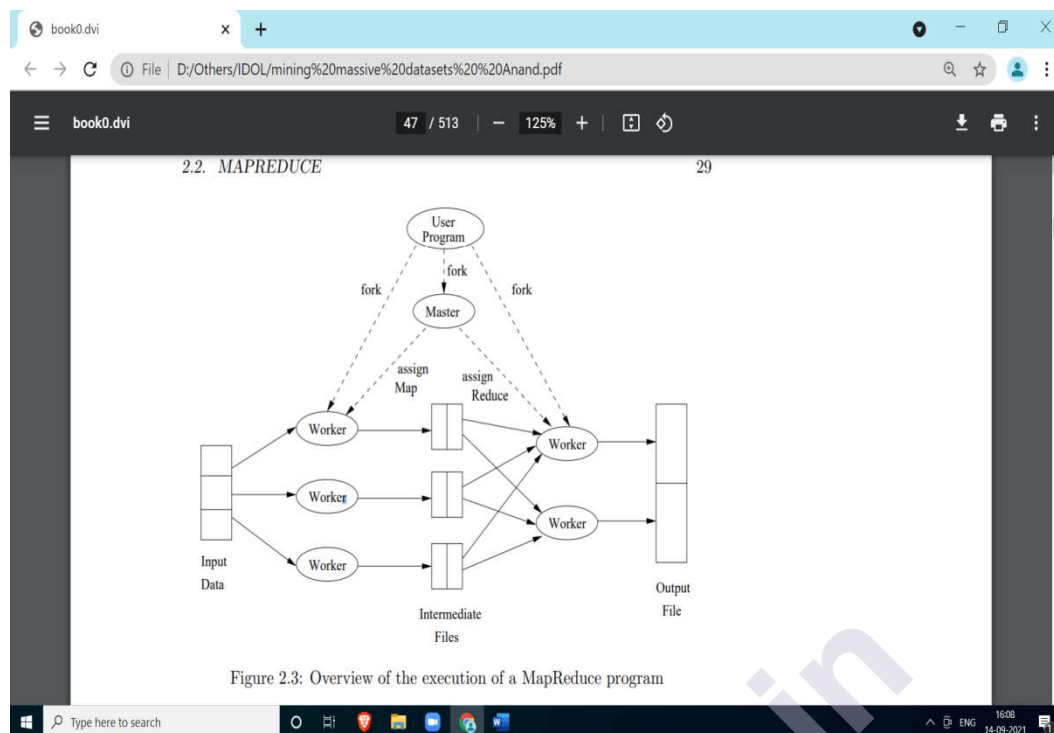 book0.dvi
File D:/Others/IDOL/mining%20massive%20datasets%20%20Anand.pdf
book0.dvi
47 / 513
125%
2.2. MAPREDUCE 29
User
Program
fork
fork
fork
Master
assign
Map
assign
Reduce
Worker
Worker
Worker
Worker
Worker
Input
Data
Intermediate
Files
Output
File
Figure 2.3: Overview of the execution of a MapReduce program
in
Type here to search
ENG
16:08
14-09-2021